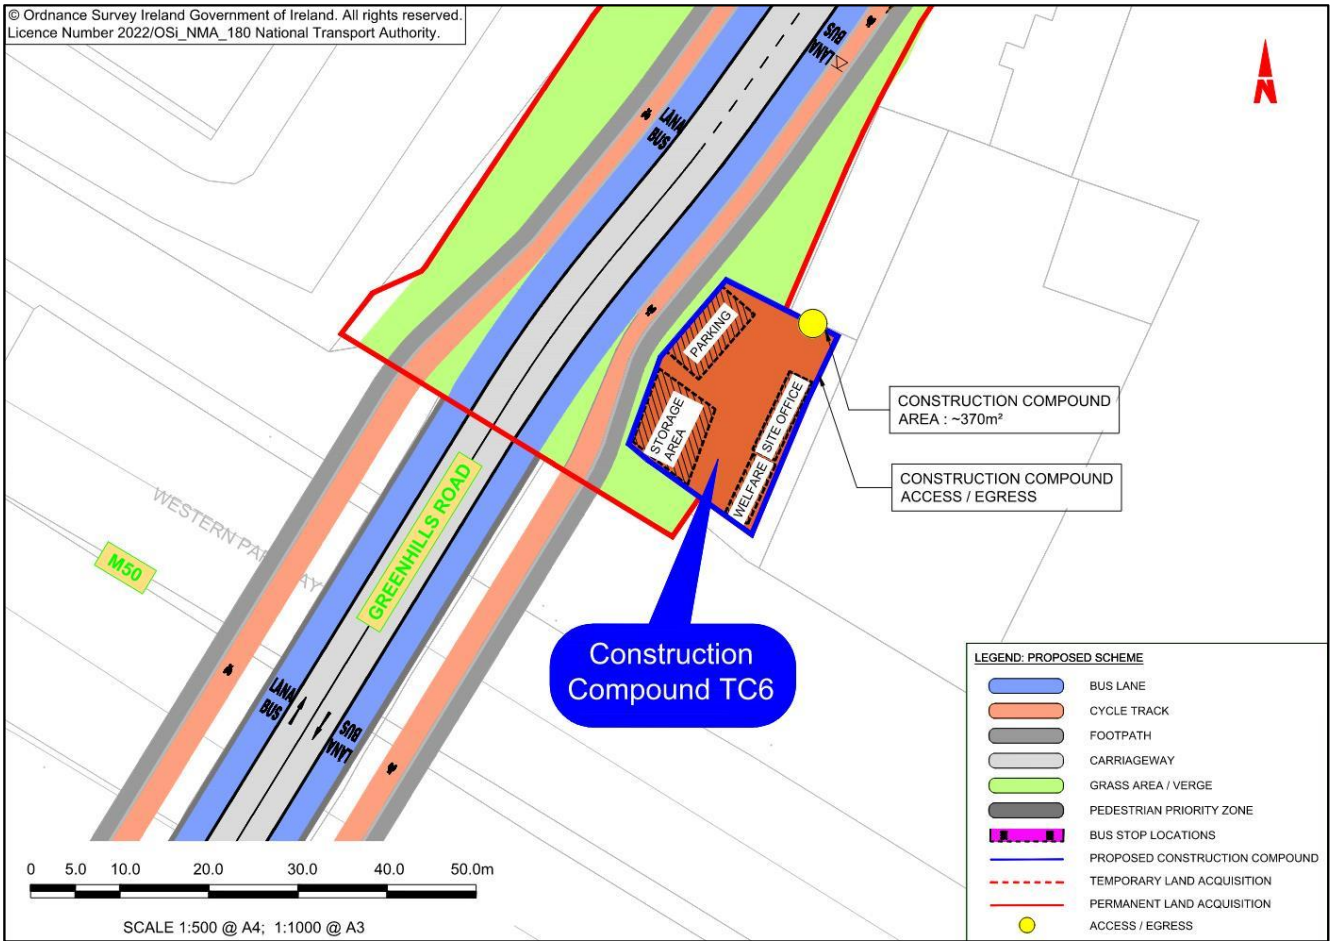 © Ordnance Survey Ireland Government of Ireland. All rights reserved.
Licence Number 2022/OSi_NMA_180 National Transport Authority.
BUS
LANA
LANA
BUS
N
PARKING
STORAGE
AREA
SITE OFFICE
WELFARE
CONSTRUCTION COMPOUND
AREA : ~370m²
CONSTRUCTION COMPOUND
ACCESS / EGRESS
GREENHILLS ROAD
WESTERN PA
AY
M50
Construction
Compound TC6
LANA
BUS
BUS
LANA
LEGEND: PROPOSED SCHEME
BUS LANE
CYCLE TRACK
FOOTPATH
CARRIAGEWAY
GRASS AREA / VERGE
PEDESTRIAN PRIORITY ZONE
BUS STOP LOCATIONS
PROPOSED CONSTRUCTION COMPOUND
TEMPORARY LAND ACQUISITION
PERMANENT LAND ACQUISITION
ACCESS / EGRESS
0 5.0 10.0 20.0 30.0 40.0 50.0m
SCALE 1:500 @ A4; 1:1000 @ A3